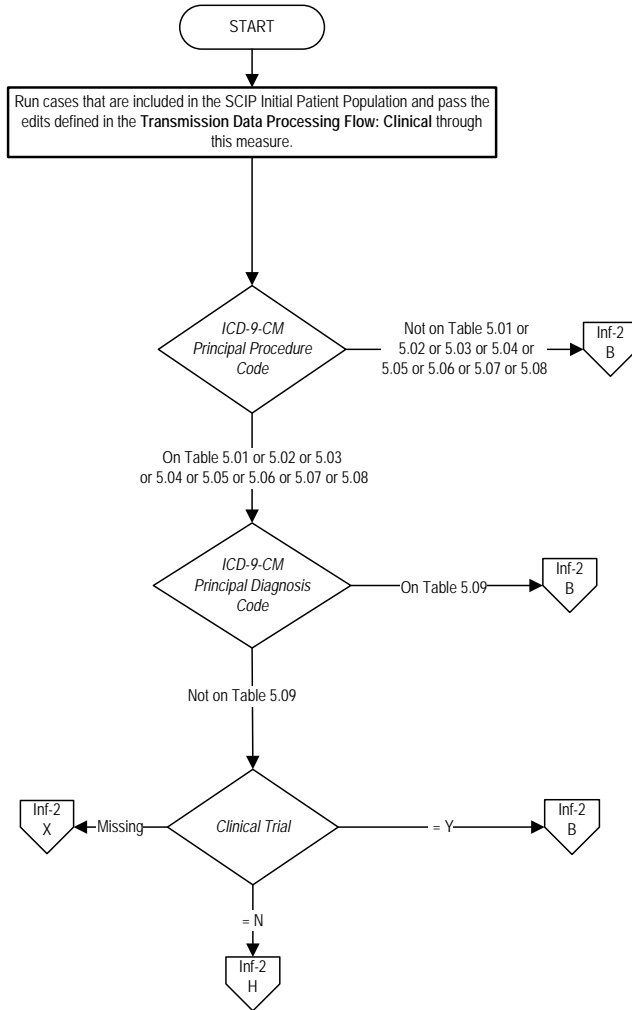 START
Run cases that are included in the SCIP Initial Patient Population and pass the
edits defined in the Transmission Data Processing Flow: Clinical through
this measure.
ICD-9-CM
Principal Procedure
Code
Not on Table 5.01 or
5.02 or 5.03 or 5.04 or
5.05 or 5.06 or 5.07 or 5.08
Inf-2
B
On Table 5.01 or 5.02 or 5.03
or 5.04 or 5.05 or 5.06 or 5.07 or 5.08
ICD-9-CM
Principal Diagnosis
Code
On Table 5.09
Inf-2
B
Not on Table 5.09
Inf-2
X
Missing
Clinical Trial
= Y
Inf-2
B
= N
Inf-2
H